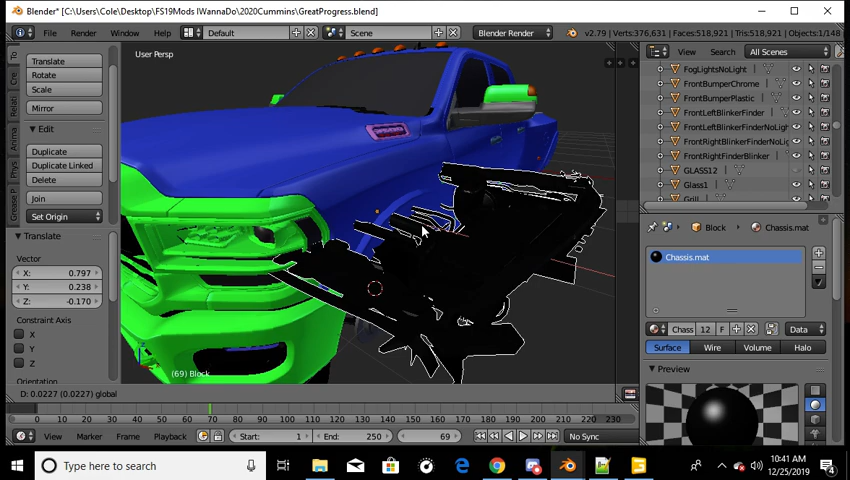 Blender* [C:\Users\Cole\Desktop\FS19Mods IWannaDo\2020Cummins\GreatProgress.blend]
File Render Window Help Default Scene Blender Render v2.79 | Verts:376,631 | Faces:518,921 | Tris:518,921 | Objects:1/148
User Persp
View Search All Scenes
Translate
Rotate
Scale
Mirror
Edit
Duplicate
Duplicate Linked
Delete
Join
Set Origin
Translate
Vector
X: 0.797
Y: 0.238
Z: -0.170
Constraint Axis
X
Y
Z
Orientation
FogLightsNoLight
FrontBumperChrome
FrontBumperPlastic
FrontLeftBlinkerFinder
FrontLeftBlinkerFinderNoLigh
FrontRightBlinkerFinderNoLi
FrontRightFinderBlinker
GLASS12
Glass1
Grill
Block Chassis.mat
Chassis.mat
Chass 12 F Data
Surface Wire Volume Halo
Preview
(69) Block
D: 0.0227 (0.0227) global
0 10 20 30 40 50 60 70 80 90 100 110 120 130 140 150 160 170 180 190 200 210 220 230
View Marker Frame Playback Start: 1 End: 250 69 No Sync
Type here to search
10:41 AM
12/25/2019
4